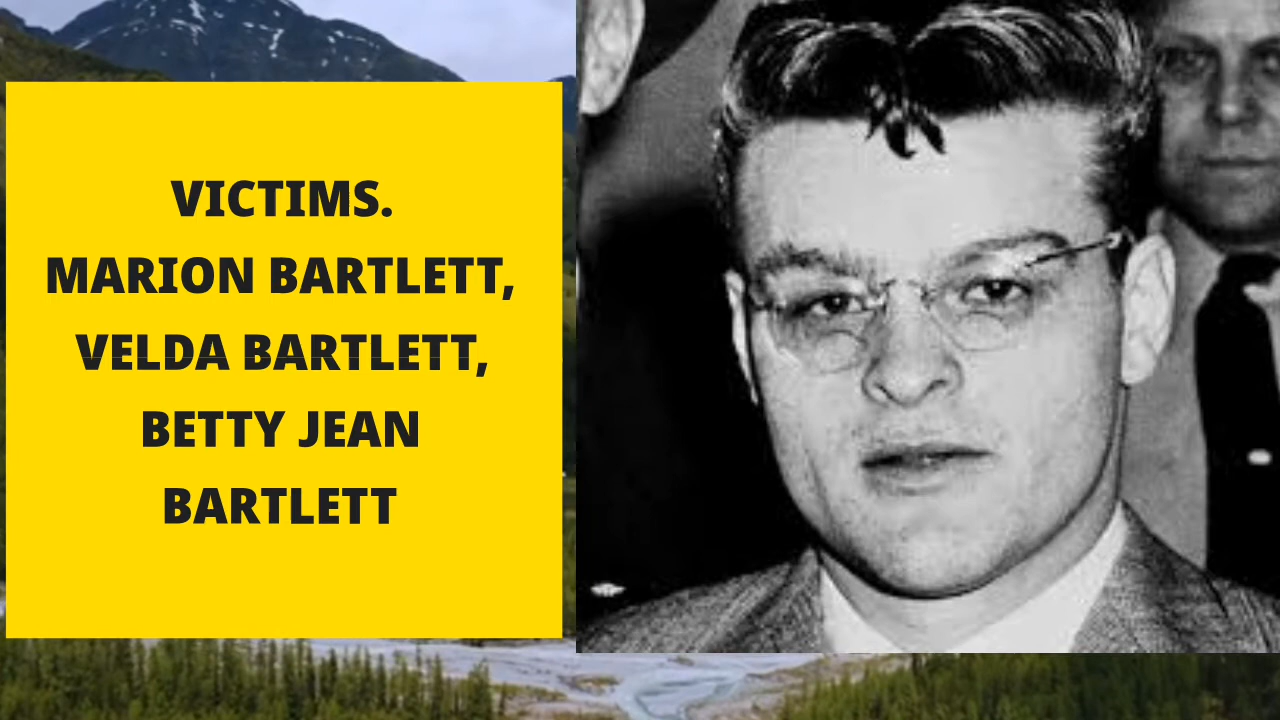 VICTIMS.
MARION BARTLETT,
VELDA BARTLETT,
BETTY JEAN
BARTLETT